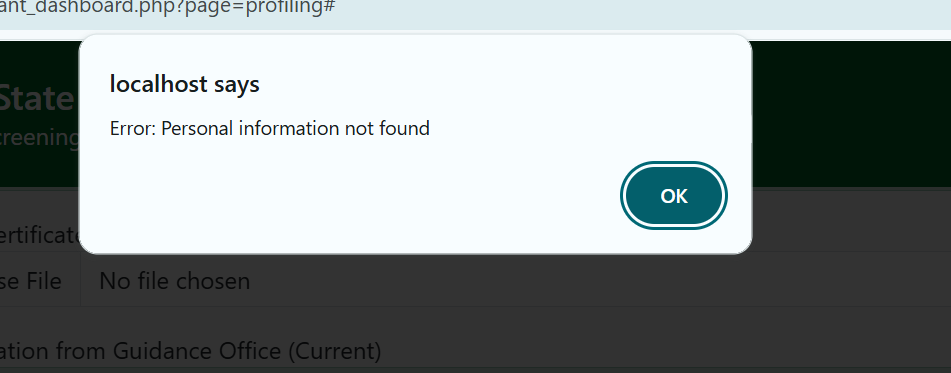 ant_dashboard.php?page=profiling#
localhost says
Error: Personal information not found
OK
State
creening
ertificate
se File
No file chosen
ation from Guidance Office (Current)